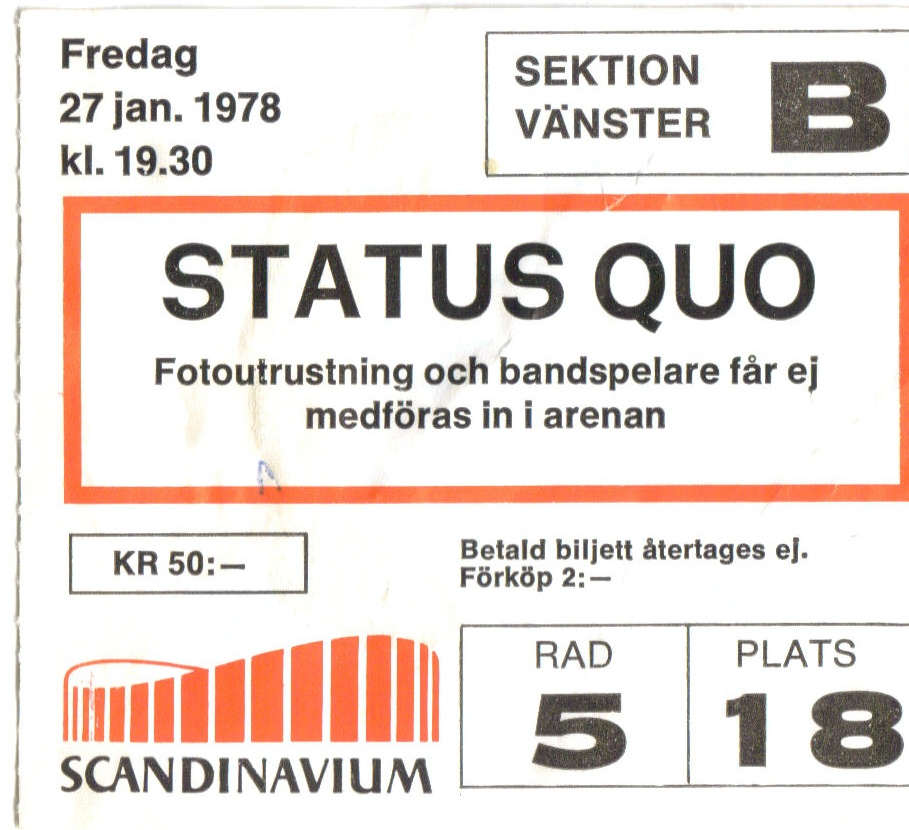 Fredag
27 jan. 1978
kl. 19.30
SEKTION
VÄNSTER
B
STATUS QUO
Fotoutrustning och bandspelare får ej
medföras in i arenan
KR 50:—
Betald biljett återtages ej.
Förköp 2:—
SCANDINAVIUM
RAD
5
PLATS
18